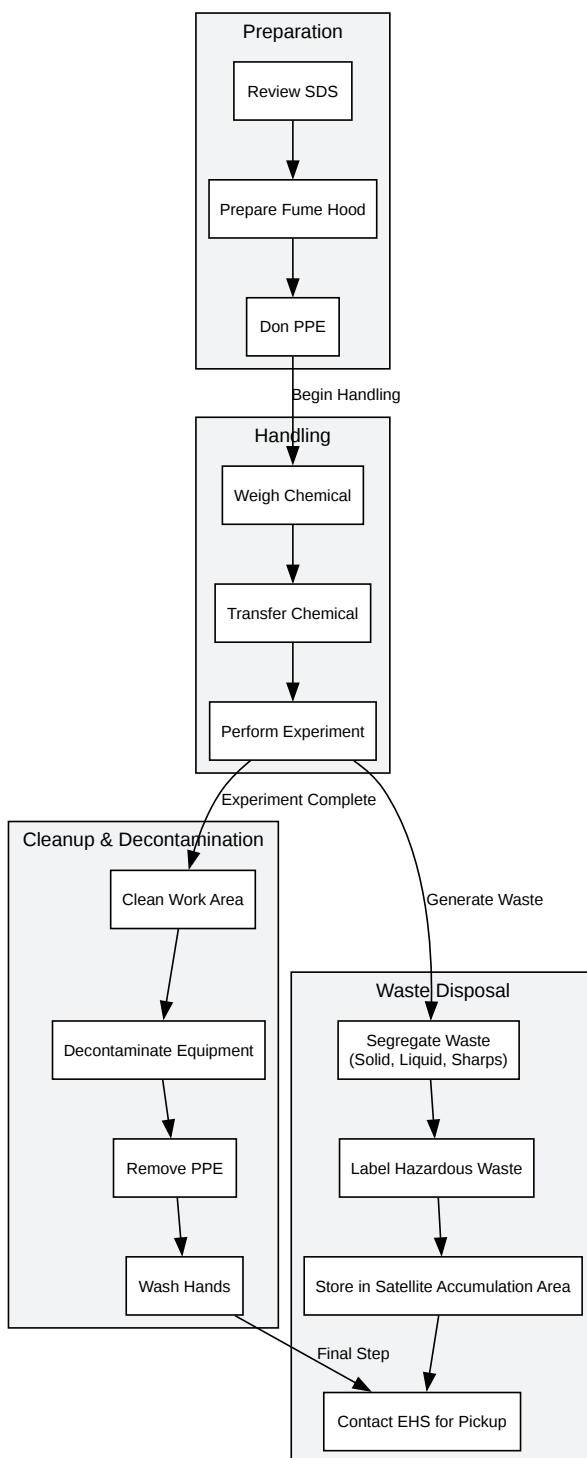 Preparation
Review SDS
Prepare Fume Hood
Don PPE
Begin Handling
Handling
Weigh Chemical
Transfer Chemical
Perform Experiment
Experiment Complete
Cleanup & Decontamination
Clean Work Area
Decontaminate Equipment
Remove PPE
Wash Hands
Generate Waste
Waste Disposal
Segregate Waste
(Solid, Liquid, Sharps)
Label Hazardous Waste
Store in Satellite Accumulation Area
Final Step
Contact EHS for Pickup